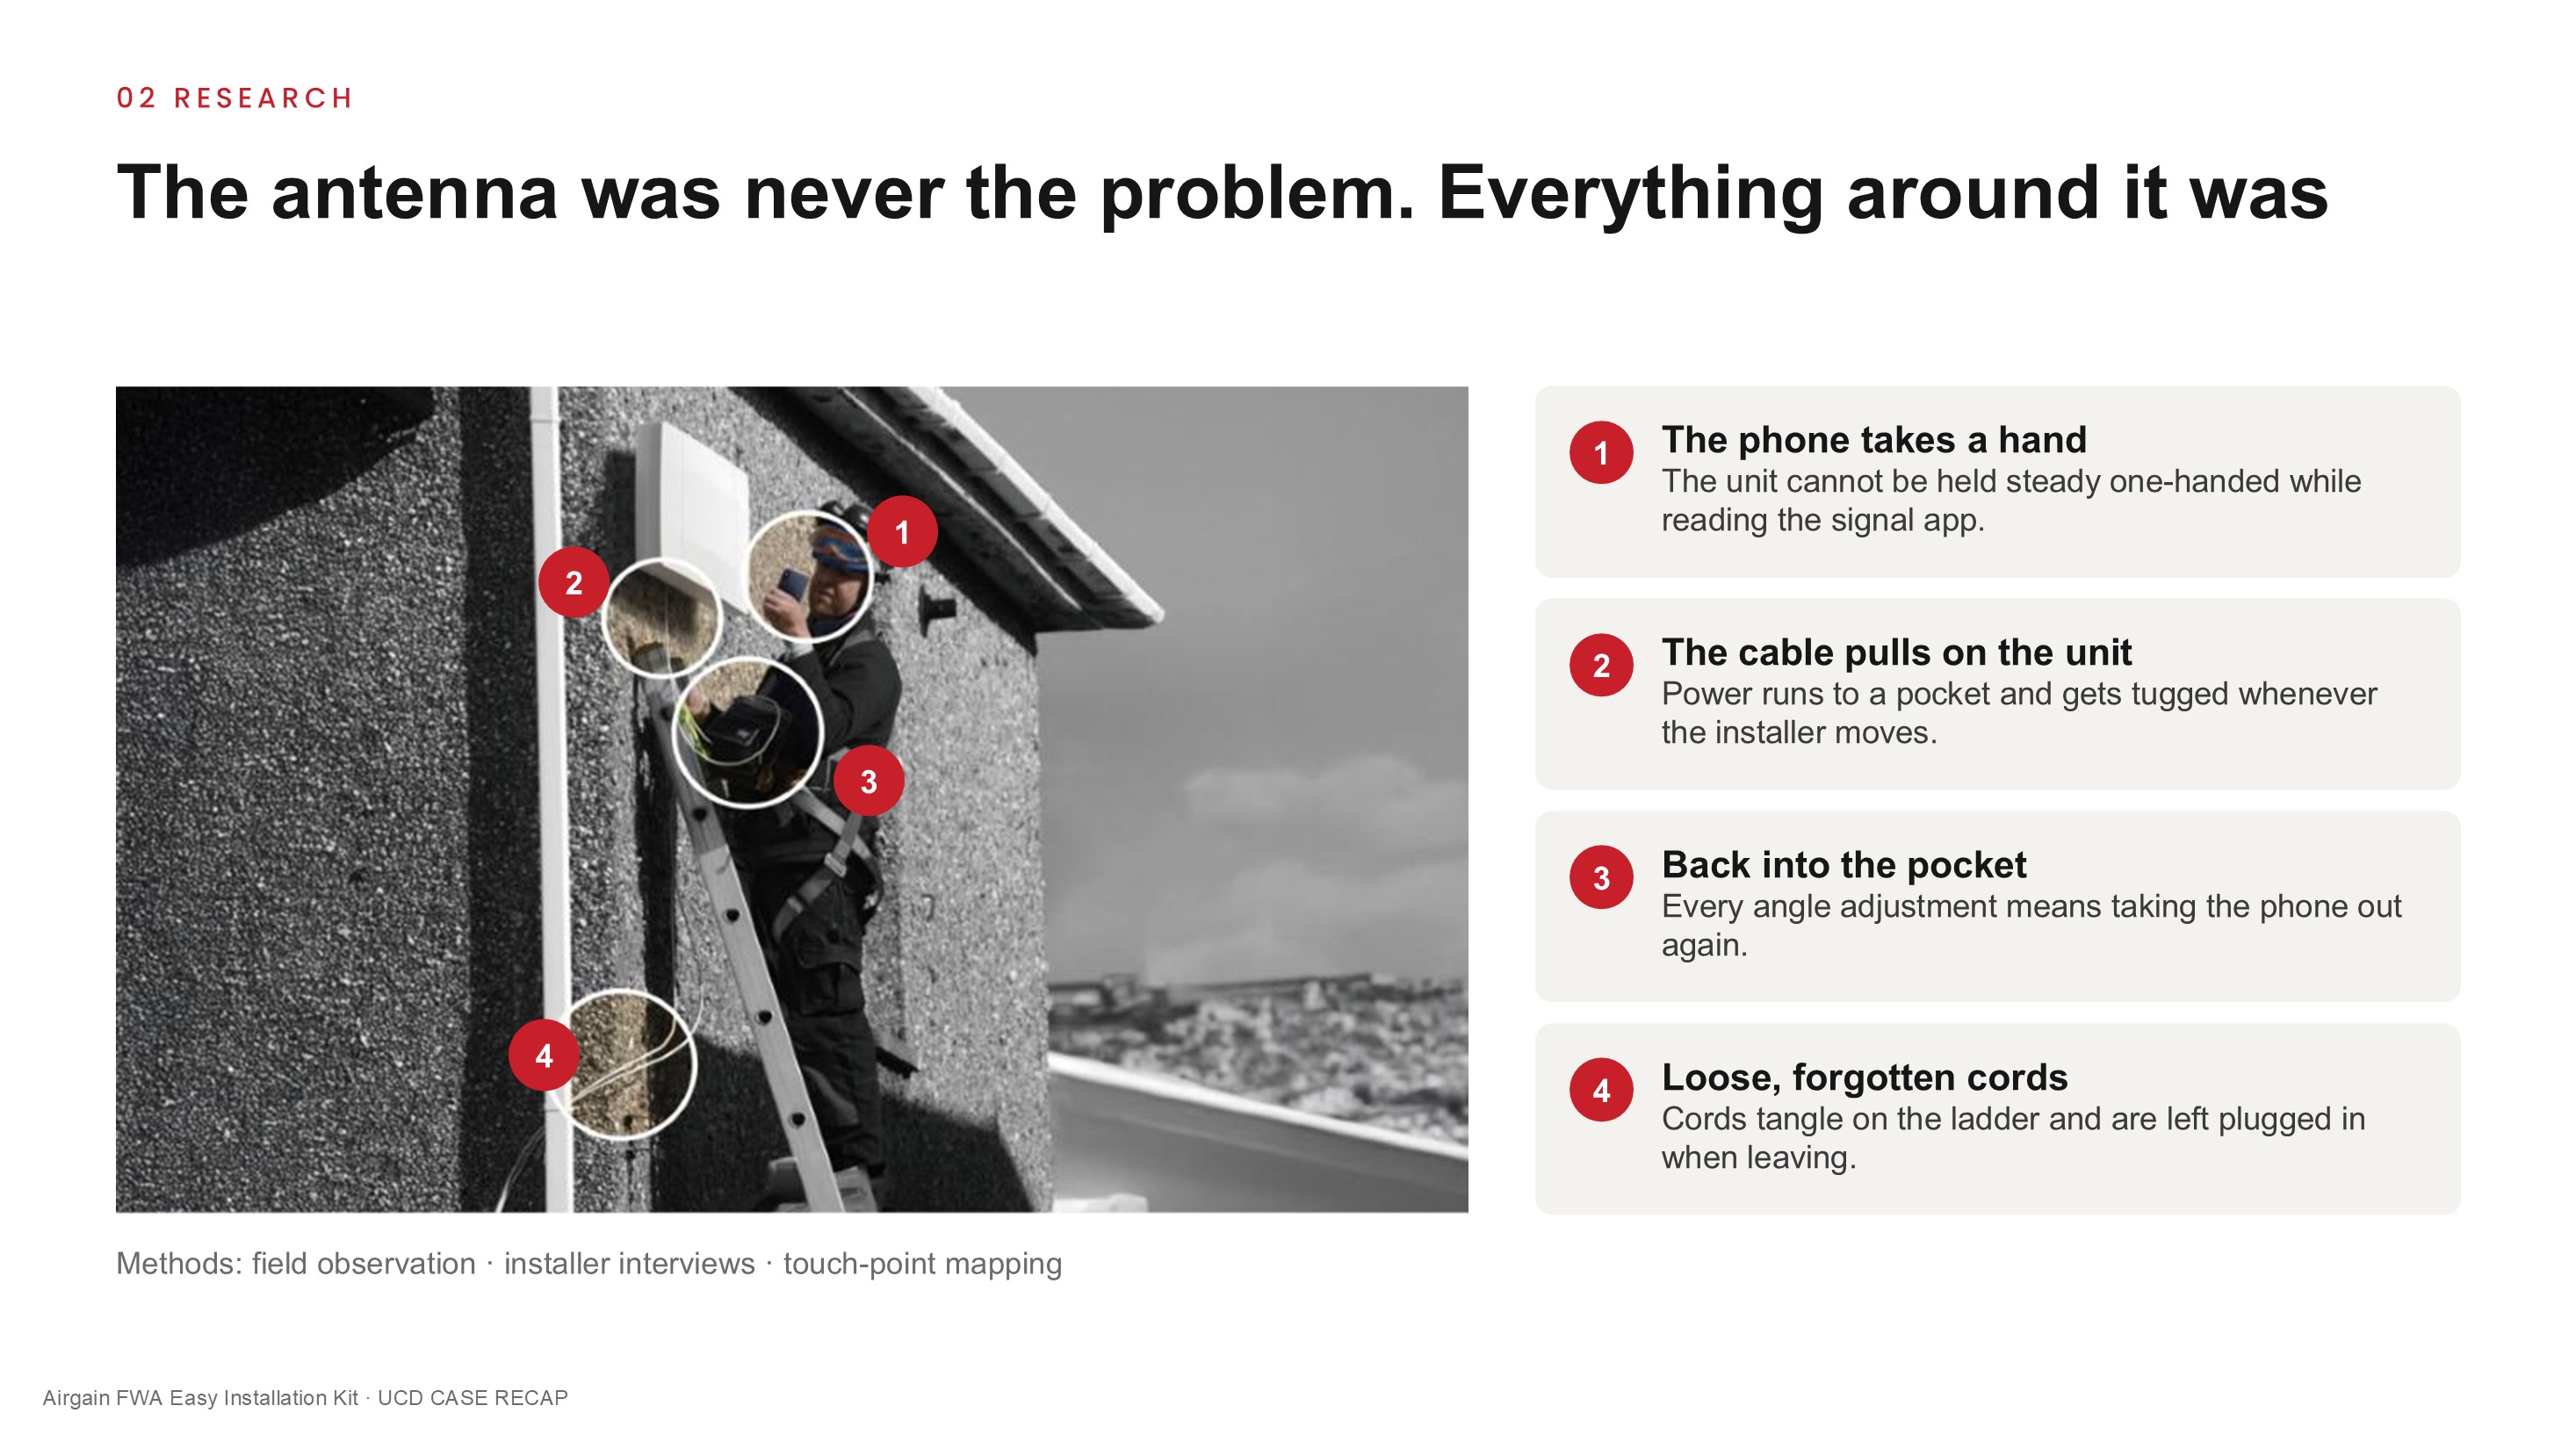 02 RESEARCH
The antenna was never the problem. Everything around it was
1
2
3
4
1
The phone takes a hand
The unit cannot be held steady one-handed while
reading the signal app.
2
The cable pulls on the unit
Power runs to a pocket and gets tugged whenever
the installer moves.
3
Back into the pocket
Every angle adjustment means taking the phone out
again.
4
Loose, forgotten cords
Cords tangle on the ladder and are left plugged in
when leaving.
Methods: field observation · installer interviews · touch-point mapping
Airgain FWA Easy Installation Kit · UCD CASE RECAP